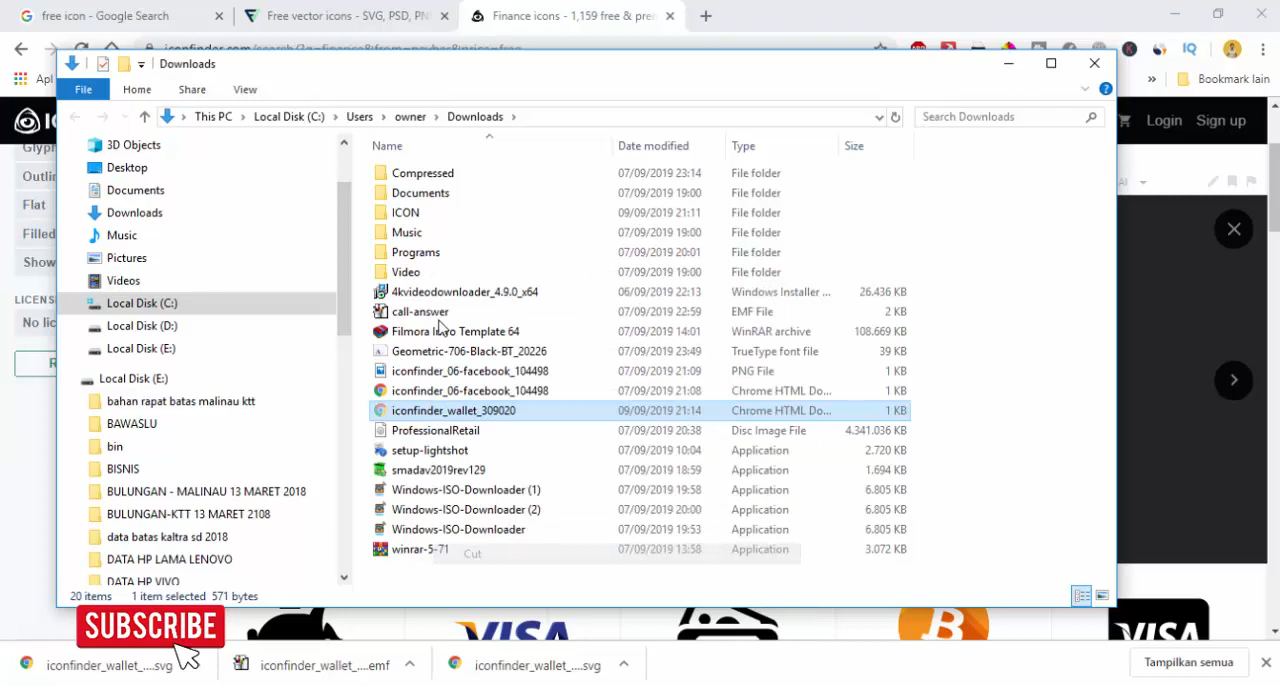 free icon - Google Search
Free vector icons - SVG, PSD, PN
Finance icons - 1,159 free & pre
Apl
Bookmark lain
Downloads
File
Home
Share
View
This PC
Local Disk (C:)
Users
owner
Downloads
Search Downloads
Login
Sign up
Glyph
Outlin
Flat
Filled
Show
LICENS
No lic
R
3D Objects
Desktop
Documents
Downloads
Music
Pictures
Videos
Local Disk (C:)
Local Disk (D:)
Local Disk (E:)
Local Disk (E:)
bahan rapat batas malinau ktt
BAWASLU
bin
BISNIS
BULUNGAN - MALINAU 13 MARET 2018
BULUNGAN-KTT 13 MARET 2108
data batas kaltra sd 2018
DATA HP LAMA LENOVO
DATA HP VIVO
Name Date modified Type Size
Compressed 07/09/2019 23:14 File folder
Documents 07/09/2019 19:00 File folder
ICON 09/09/2019 21:11 File folder
Music 07/09/2019 19:00 File folder
Programs 07/09/2019 20:01 File folder
Video 07/09/2019 19:00 File folder
4kvideodownloader_4.9.0_x64 06/09/2019 22:13 Windows Installer ... 26.436 KB
call-answer 07/09/2019 22:59 EMF File 2 KB
Filmora Intro Template 64 07/09/2019 14:01 WinRAR archive 108.669 KB
Geometric-706-Black-BT_20226 07/09/2019 23:49 TrueType font file 39 KB
iconfinder_06-facebook_104498 07/09/2019 21:09 PNG File 1 KB
iconfinder_06-facebook_104498 07/09/2019 21:08 Chrome HTML Do... 1 KB
iconfinder_wallet_309020 09/09/2019 21:14 Chrome HTML Do... 1 KB
ProfessionalRetail 07/09/2019 20:38 Disc Image File 4.341.036 KB
setup-lightshot 07/09/2019 10:04 Application 2.720 KB
smadav2019rev129 07/09/2019 18:59 Application 1.694 KB
Windows-ISO-Downloader (1) 07/09/2019 19:58 Application 6.805 KB
Windows-ISO-Downloader (2) 07/09/2019 20:00 Application 6.805 KB
Windows-ISO-Downloader 07/09/2019 19:53 Application 6.805 KB
winrar-5-71 07/09/2019 13:58 Application 3.072 KB
Cut
20 items 1 item selected 571 bytes
SUBSCRIBE
VISA
VISA
iconfinder_wallet_....svg
iconfinder_wallet_....emf
iconfinder_wallet_....svg
Tampilkan semua